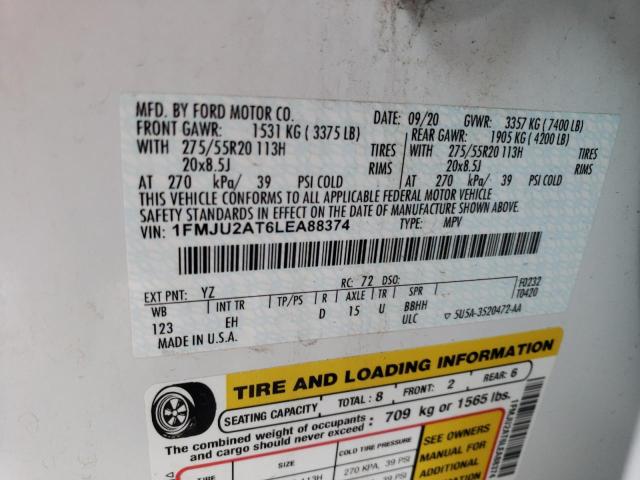 MFD. BY FORD MOTOR CO. DATE: 09/20 GVWR: 3357 KG ( 7400 LB)
FRONT GAWR: 1531 KG ( 3375 LB) REAR GAWR: 1905 KG ( 4200 LB)
WITH 275/55R20 113H TIRES WITH 275/55R20 113H TIRES
20x8.5J RIMS 20x8.5J RIMS
AT 270 kPa/ 39 PSI COLD AT 270 kPa/ 39 PSI COLD
THIS VEHICLE CONFORMS TO ALL APPLICABLE FEDERAL MOTOR VEHICLE
SAFETY STANDARDS IN EFFECT ON THE DATE OF MANUFACTURE SHOWN ABOVE.
VIN: 1FMJU2AT6LEA88374 TYPE: MPV
EXT PNT: YZ RC: 72 DSO: F0232
WB INT TR TP/PS R AXLE TR SPR T0420
123 EH D 15 U BBHH
MADE IN U.S.A. ULC 5U5A-3520472-AA
TIRE AND LOADING INFORMATION
SEATING CAPACITY TOTAL: 8 FRONT: 2 REAR: 6
The combined weight of occupants and cargo should never exceed: 709 kg or 1565 lbs.
SIZE COLD TIRE PRESSURE
113H 270 KPA, 39 PSI
39 PSI
SEE OWNERS
MANUAL FOR
ADDITIONAL